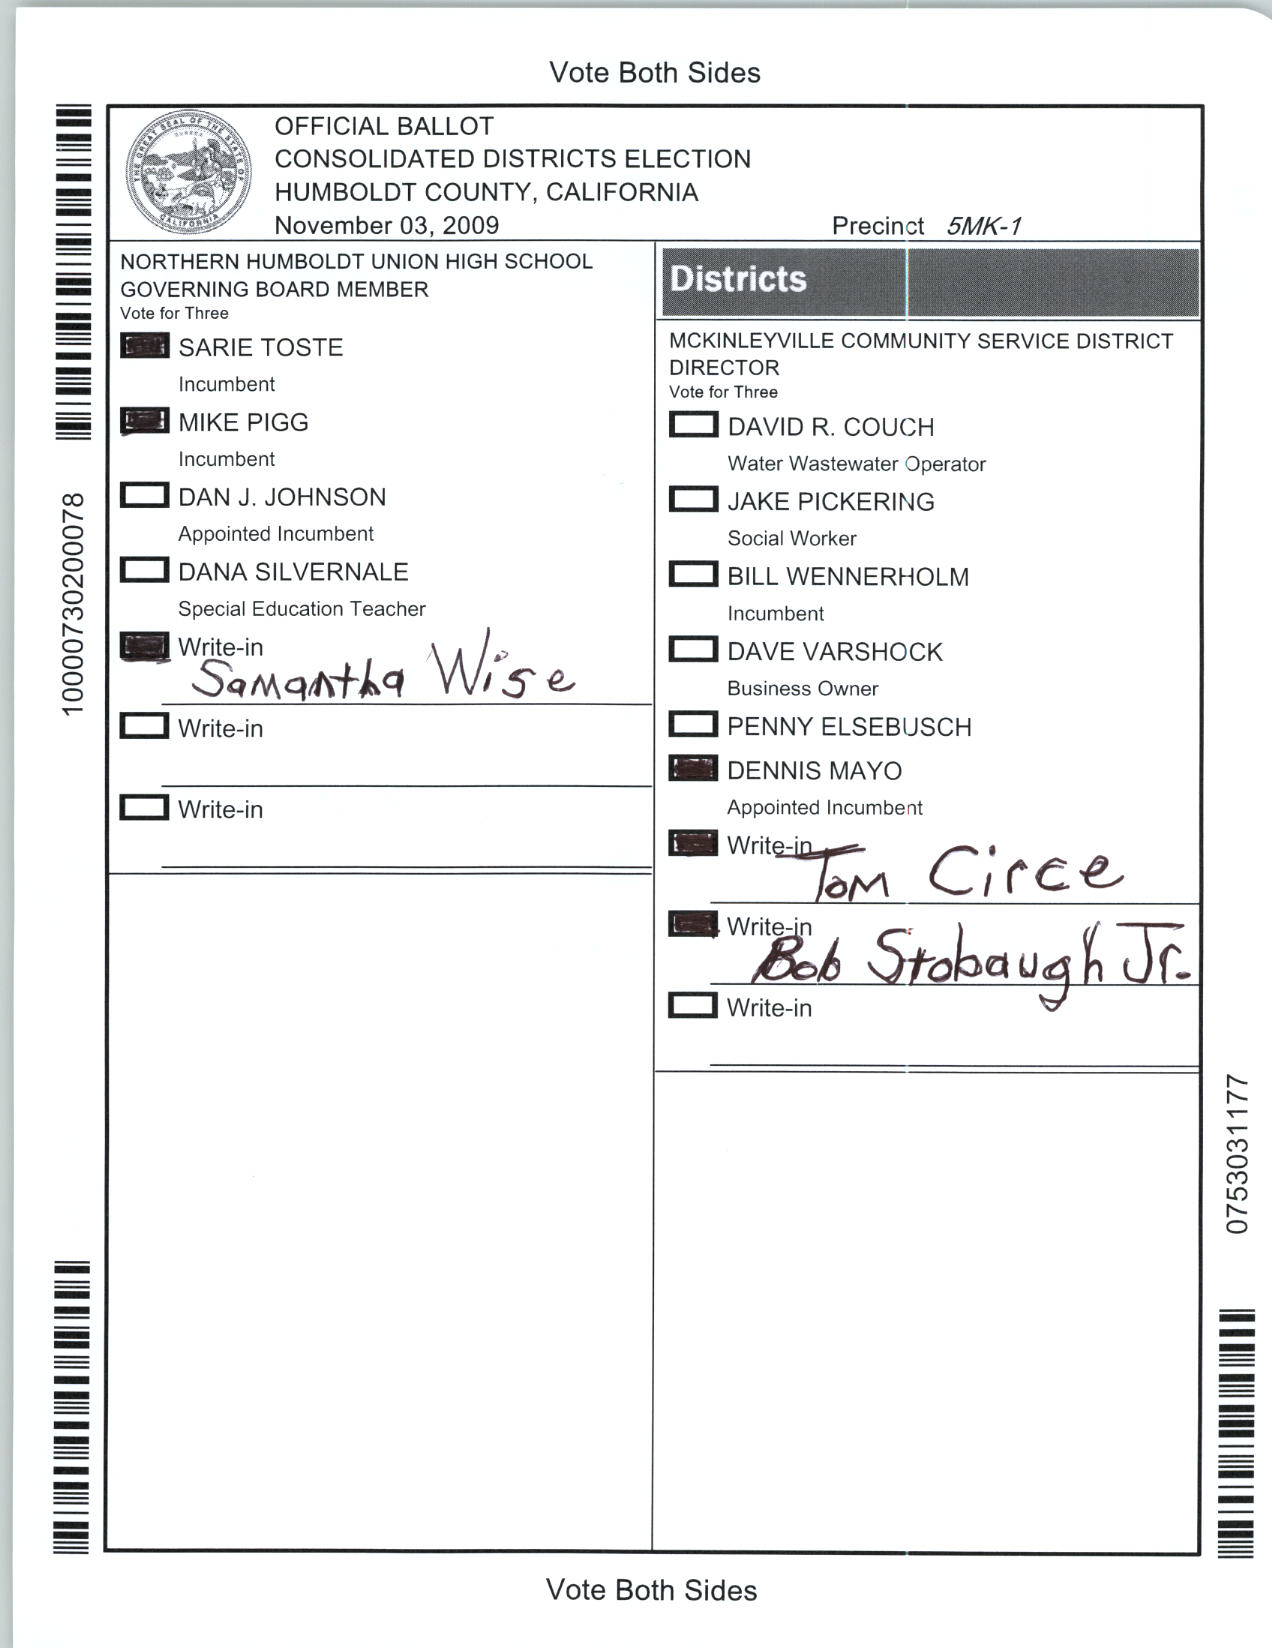 Vote Both Sides
OFFICIAL BALLOT
CONSOLIDATED DISTRICTS ELECTION
HUMBOLDT COUNTY, CALIFORNIA
November 03, 2009 Precinct 5MK-1
THE GREAT SEAL OF THE STATE OF CALIFORNIA
EUREKA
10000730200078
NORTHERN HUMBOLDT UNION HIGH SCHOOL
GOVERNING BOARD MEMBER
Vote for Three
SARIE TOSTE
Incumbent
MIKE PIGG
Incumbent
DAN J. JOHNSON
Appointed Incumbent
DANA SILVERNALE
Special Education Teacher
Write-in
Samantha Wise
Write-in
Write-in
Districts
MCKINLEYVILLE COMMUNITY SERVICE DISTRICT
DIRECTOR
Vote for Three
DAVID R. COUCH
Water Wastewater Operator
JAKE PICKERING
Social Worker
BILL WENNERHOLM
Incumbent
DAVE VARSHOCK
Business Owner
PENNY ELSEBUSCH
DENNIS MAYO
Appointed Incumbent
Write-in
Tom Circe
Write-in
Bob Stobaugh Jr.
Write-in
0753031177
Vote Both Sides